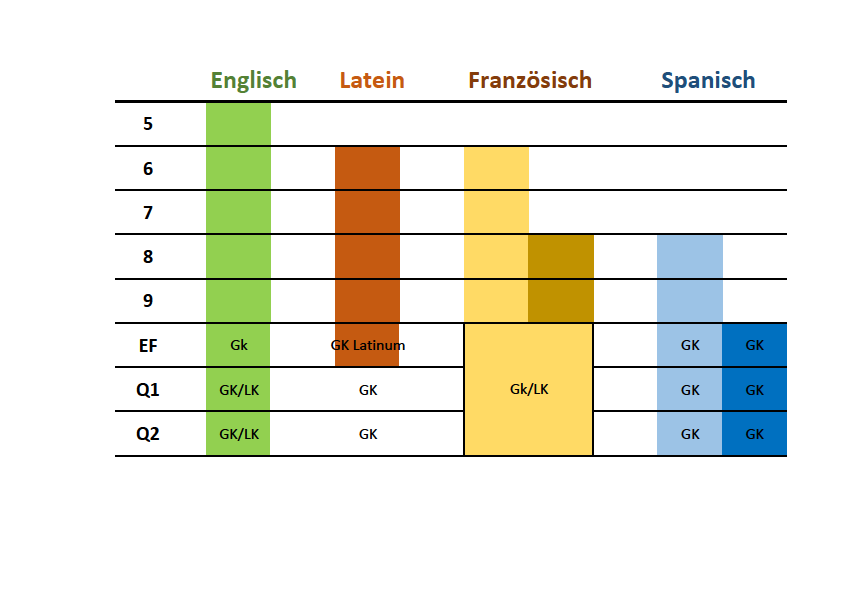 Englisch Latein Französisch Spanisch
5
6
7
8
9
EF Gk GK Latinum GK GK
Q1 GK/LK GK Gk/LK GK GK
Q2 GK/LK GK GK GK